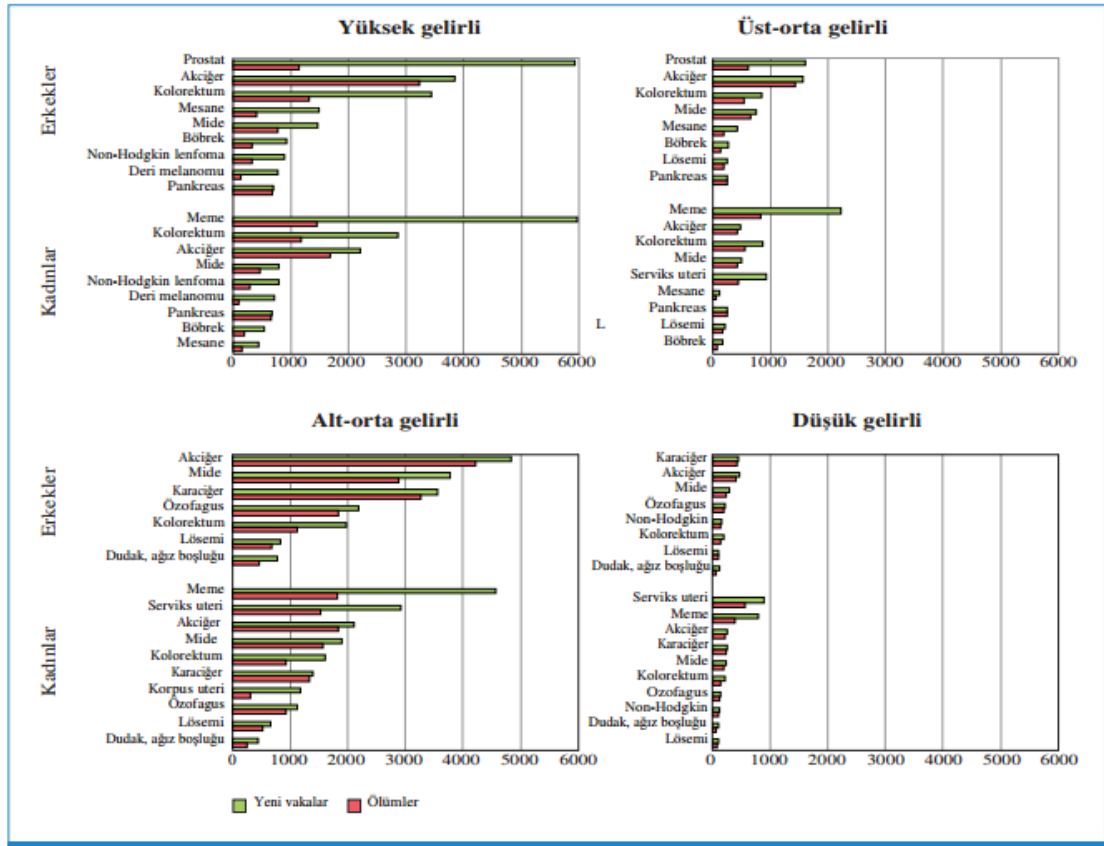 Yüksek gelirli
Erkekler
Prostat
Akciğer
Kolorektum
Mesane
Mide
Böbrek
Non-Hodgkin lenfoma
Deri melanomu
Pankreas
Kadınlar
Meme
Kolorektum
Akciğer
Mide
Non-Hodgkin lenfoma
Deri melanomu
Pankreas
Böbrek
Mesane
0 1000 2000 3000 4000 5000 6000
L
Üst-orta gelirli
Prostat
Akciğer
Kolorektum
Mide
Mesane
Böbrek
Lösemi
Pankreas
Meme
Akciğer
Kolorektum
Mide
Serviks uteri
Mesane
Pankreas
Lösemi
Böbrek
0 1000 2000 3000 4000 5000 6000
Alt-orta gelirli
Erkekler
Akciğer
Mide
Karaciğer
Özofagus
Kolorektum
Lösemi
Dudak, ağız boşluğu
Kadınlar
Meme
Serviks uteri
Akciğer
Mide
Kolorektum
Karaciğer
Korpus uteri
Özofagus
Lösemi
Dudak, ağız boşluğu
0 1000 2000 3000 4000 5000 6000
Düşük gelirli
Karaciğer
Akciğer
Mide
Özofagus
Non-Hodgkin
Kolorektum
Lösemi
Dudak, ağız boşluğu
Serviks uteri
Meme
Akciğer
Karaciğer
Mide
Kolorektum
Ozofagus
Non-Hodgkin
Dudak, ağız boşluğu
Lösemi
0 1000 2000 3000 4000 5000 6000
Yeni vakalar Ölümler